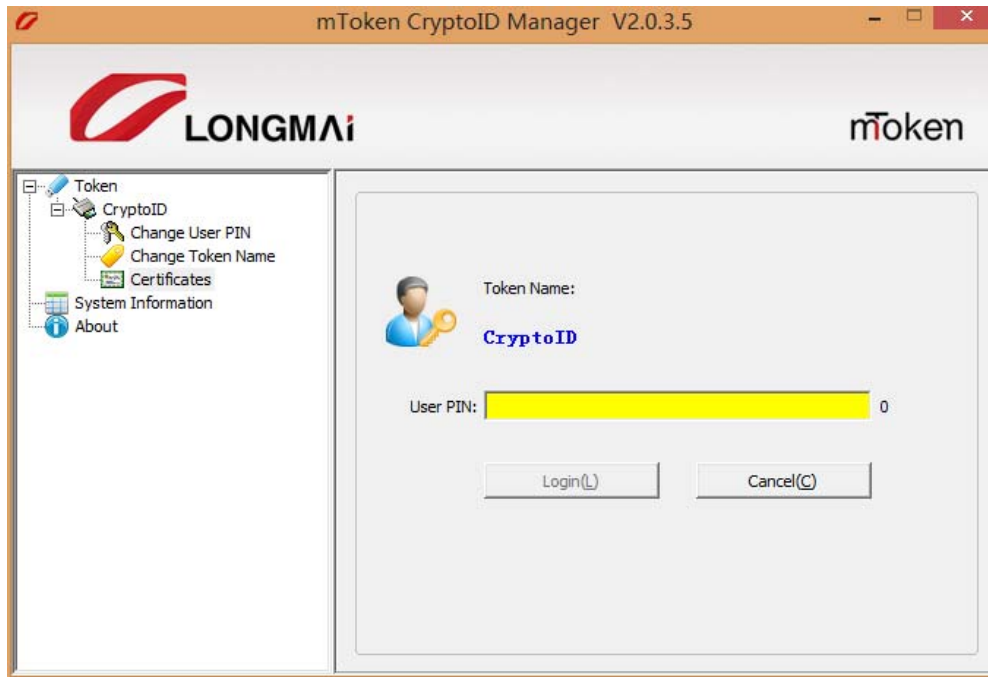 mToken CryptoID Manager V2.0.3.5
LONGMAi
mToken
Token
CryptoID
Change User PIN
Change Token Name
Certificates
System Information
About
Token Name:
CryptoID
User PIN:
0
Login(L)
Cancel(C)